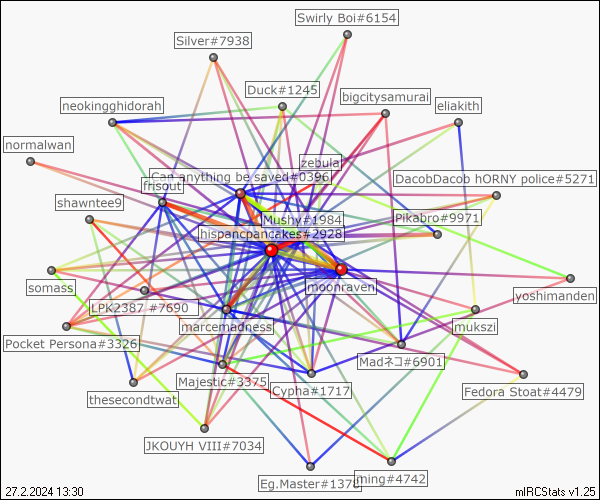 Swirly Boi#6154
Silver#7938
Duck#1245
bigcitysamurai
neokingghidorah
eliakith
normalwan
zebula
Can anything be saved#0396
DacobDacob hORNY police#5271
frisout
shawntee9
Mushy#1984
Pikabro#9971
hispancpancakes#2928
somass
moonraven
yoshimanden
LPK2387 #7690
marcemadness
mukszi
Pocket Persona#3326
Madネコ#6901
Majestic#3375
Cypha#1717
Fedora Stoat#4479
thesecondtwat
JKOUYH VIII#7034
Eg.Master#1370
ming#4742
27.2.2024 13:30
mIRCStats v1.25